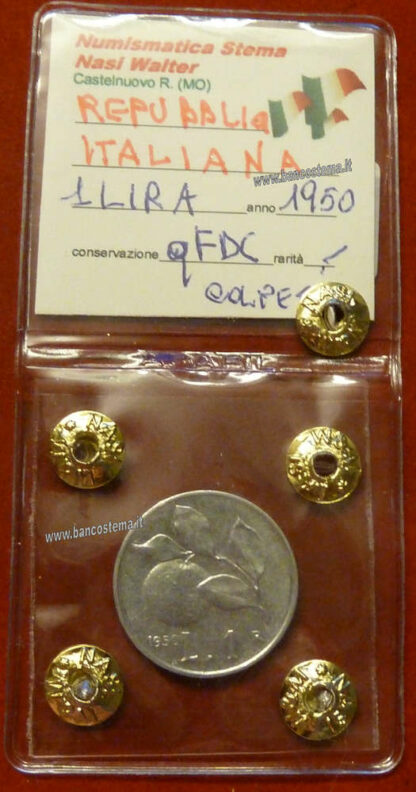 Numismatica Stema
Nasi Walter
Castelnuovo R. (MO)
REPUBBLICA
ITALIANA
www.bancostema.it
1 LIRA anno 1950
conservazione qFDC rarità
www.bancostema.it
1950 L. 1 R